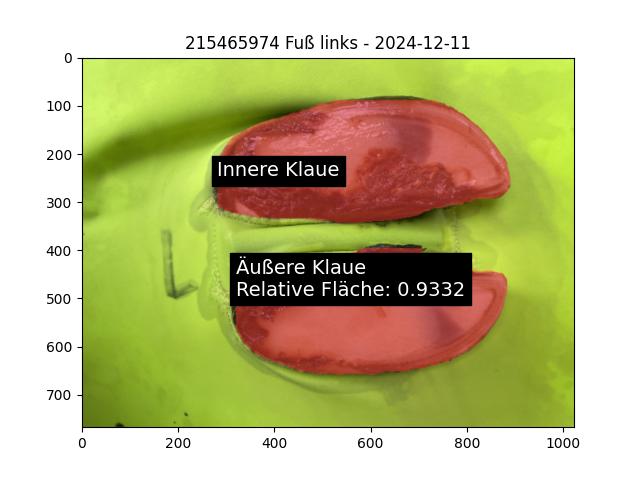 215465974 Fuß links - 2024-12-11
0
100
200
300
400
500
600
700
Innere Klaue
Äußere Klaue
Relative Fläche: 0.9332
L
0
200
400
600
800
1000